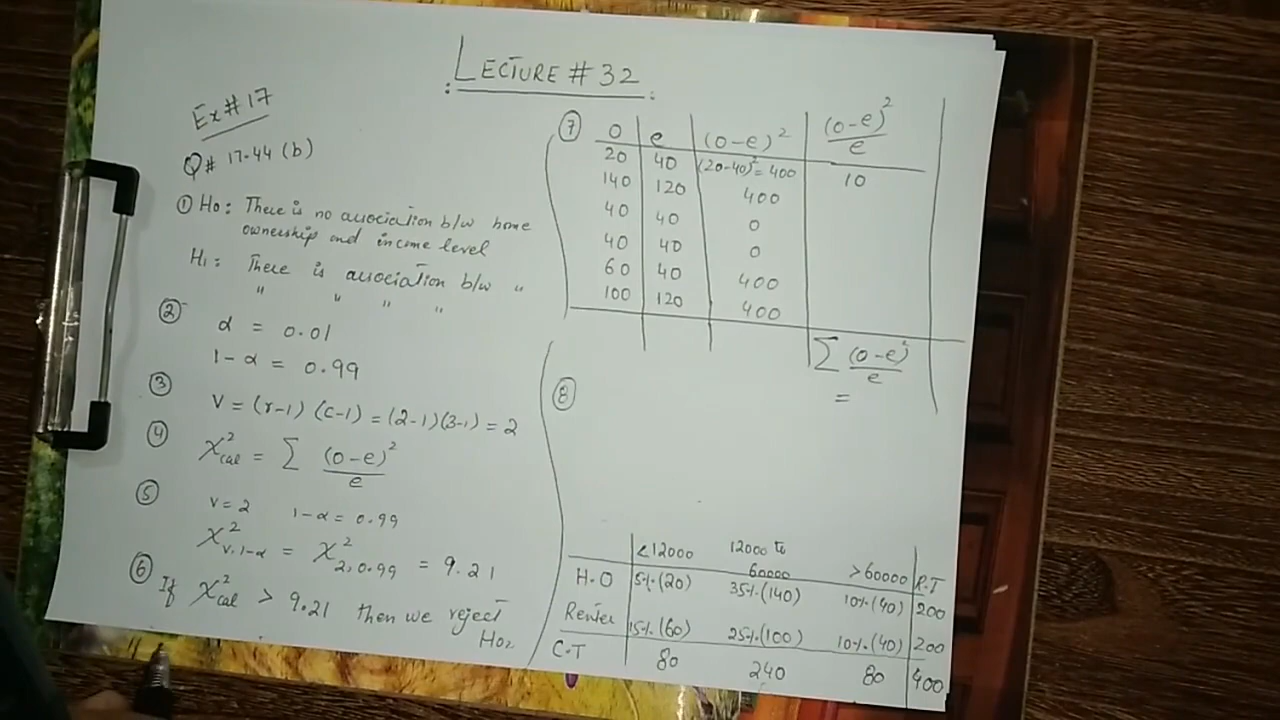 LECTURE # 32
Ex # 17
Q# 17.44 (b)
① Ho: There is no association b/w home
ownership and income level
H₁: There is association b/w "
" " " "
②
α = 0.01
1-α = 0.99
③
v = (r-1) (c-1) = (2-1)(3-1) = 2
④
χ²cal = Σ (o-e)²/e
⑤
v=2 1-α = 0.99
χ²v,1-α = χ²2,0.99 = 9.21
⑥
If χ²cal > 9.21 then we reject
Ho
⑦ O e (o-e)² (o-e)²/e
20 40 (20-40)²= 400 10
140 120 400
40 40 0
40 40 0
60 40 400
100 120 400
Σ (o-e)²/e
=
⑧
<12000 12000 to
60000 >60000 R.T
H.O 5%(20) 35%(140) 10%(40) 200
Renter 15%(60) 25%(100) 10%(40) 200
C.T 80 240 80 400